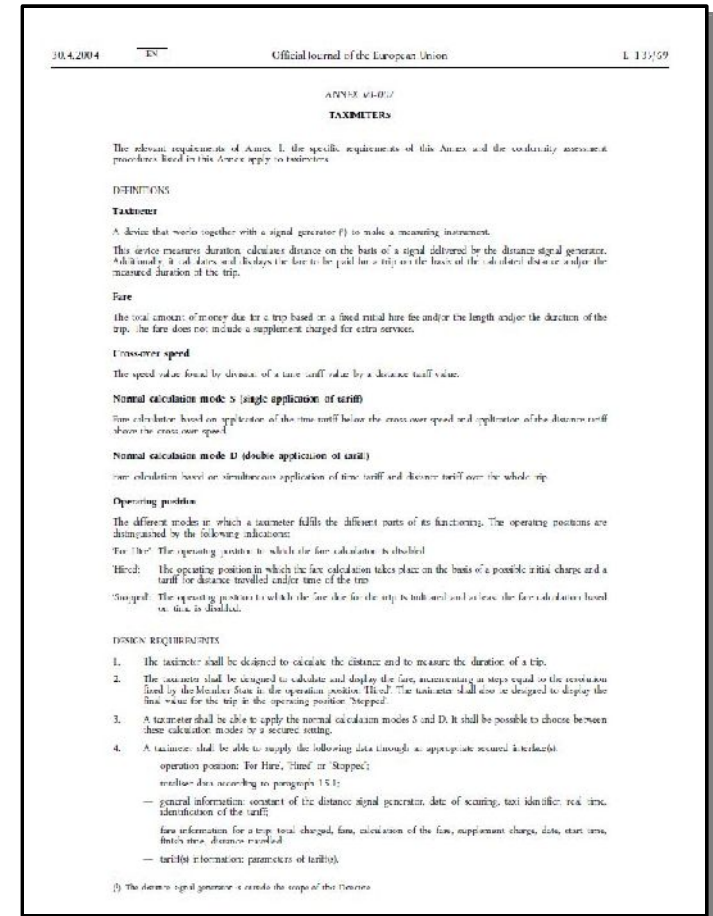 30.4.2004 EN Official Journal of the European Union L 135/69
ANNEX MI-007
TAXIMETERS
The relevant requirements of Annex I, the specific requirements of this Annex and the conformity assessment
procedures listed in this Annex apply to taximeters.
DEFINITIONS
Taximeter
A device that works together with a signal generator (¹) to make a measuring instrument.
This device measures duration, calculates distance on the basis of a signal delivered by the distance signal generator.
Additionally, it calculates and displays the fare to be paid for a trip on the basis of the calculated distance and/or the
measured duration of the trip.
Fare
The total amount of money due for a trip based on a fixed initial hire fee and/or the length and/or the duration of the
trip. The fare does not include a supplement charged for extra services.
Cross-over speed
The speed value found by division of a time tariff value by a distance tariff value.
Normal calculation mode S (single application of tariff)
Fare calculation based on application of the time tariff below the cross-over speed and application of the distance tariff
above the cross-over speed.
Normal calculation mode D (double application of tariff)
Fare calculation based on simultaneous application of time tariff and distance tariff over the whole trip.
Operating position
The different modes in which a taximeter fulfils the different parts of its functioning. The operating positions are
distinguished by the following indications:
'For Hire': The operating position in which the fare calculation is disabled
'Hired': The operating position in which the fare calculation takes place on the basis of a possible initial charge and a
tariff for distance travelled and/or time of the trip
'Stopped': The operating position in which the fare due for the trip is indicated and at least the fare calculation based
on time is disabled.
DESIGN REQUIREMENTS
1. The taximeter shall be designed to calculate the distance and to measure the duration of a trip.
2. The taximeter shall be designed to calculate and display the fare, incrementing in steps equal to the resolution
fixed by the Member State in the operation position 'Hired'. The taximeter shall also be designed to display the
final value for the trip in the operating position 'Stopped'.
3. A taximeter shall be able to apply the normal calculation modes S and D. It shall be possible to choose between
these calculation modes by a secured setting.
4. A taximeter shall be able to supply the following data through an appropriate secured interface(s):
operation position: 'For Hire', 'Hired' or 'Stopped';
totaliser data according to paragraph 15.1;
— general information: constant of the distance signal generator, date of securing, taxi identifier, real time,
identification of the tariff;
fare information for a trip: total charged, fare, calculation of the fare, supplement charge, date, start time,
finish time, distance travelled
— tariff(s) information: parameters of tariff(s).
(¹) The distance signal generator is outside the scope of this Directive